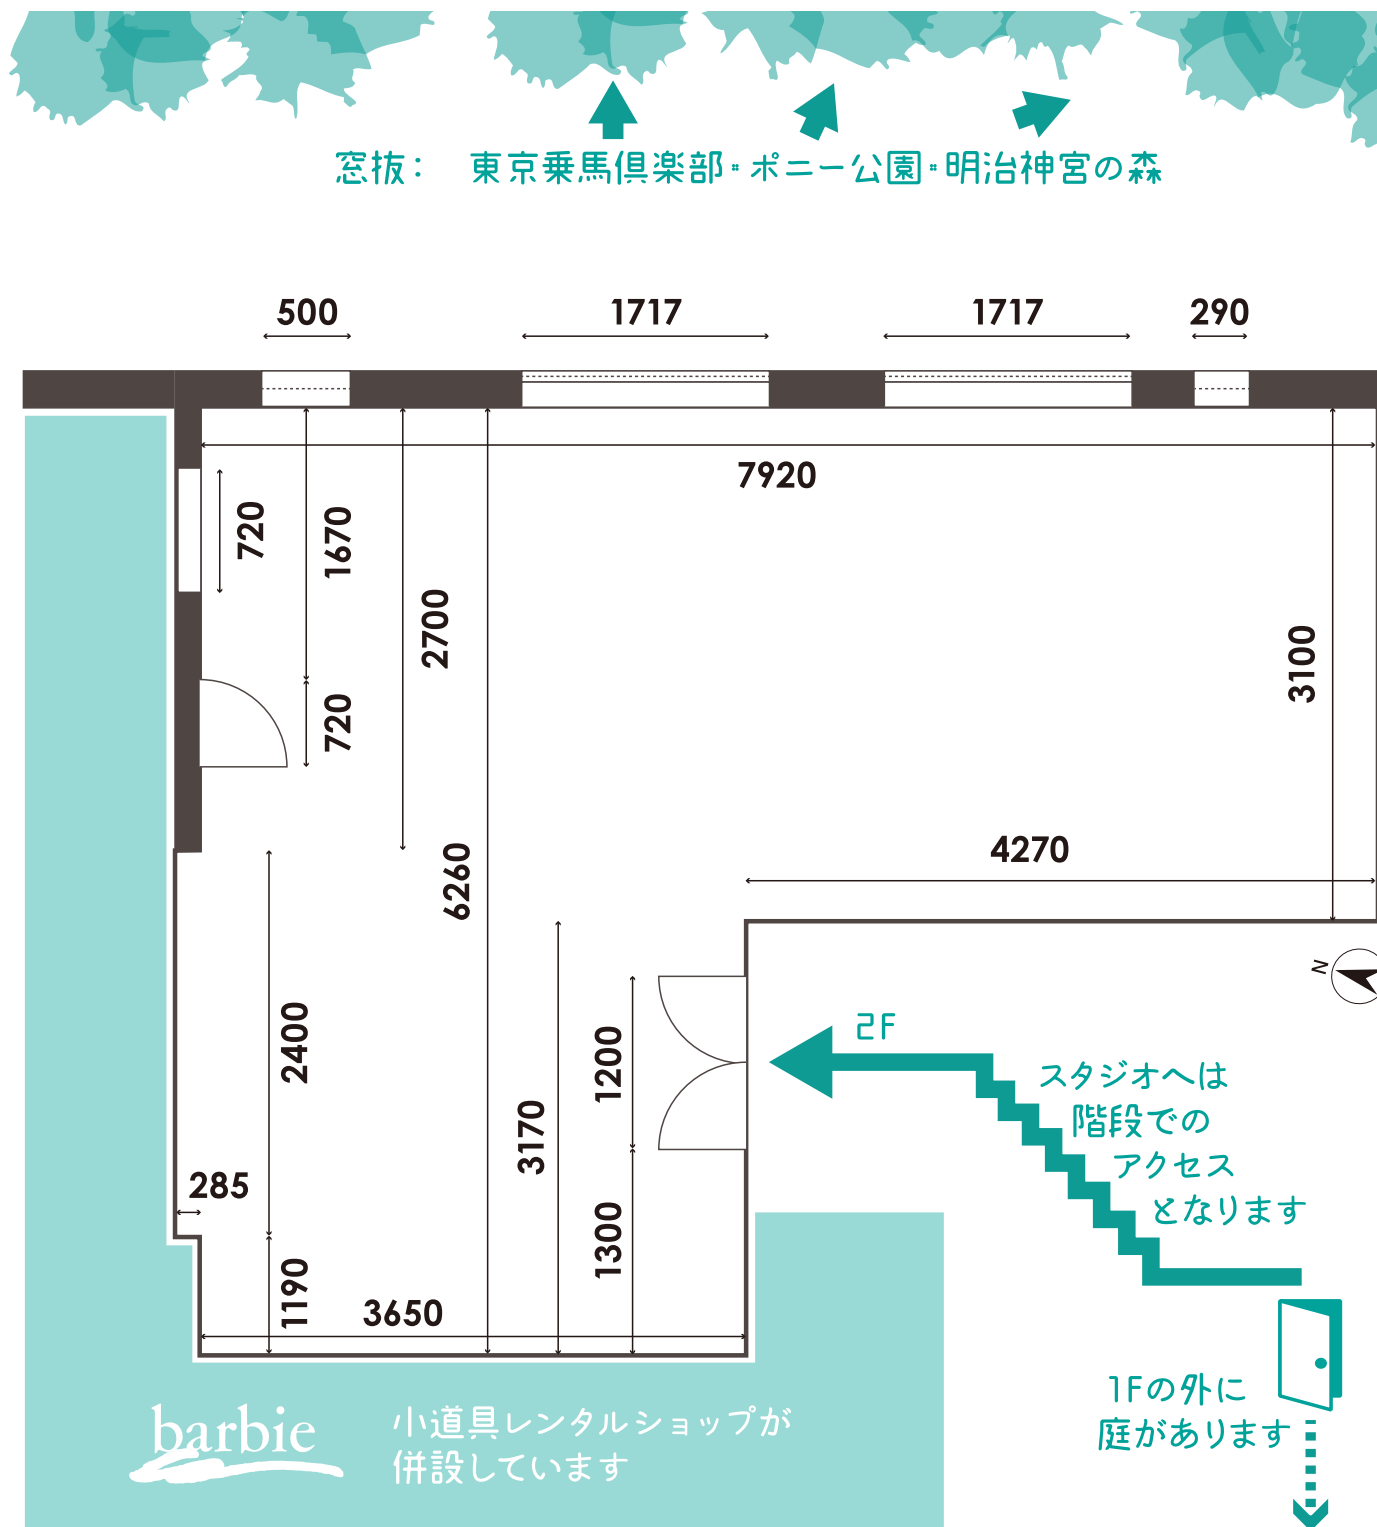 窓抜： 東京乗馬倶楽部・ポニー公園・明治神宮の森
500
1717
1717
290
7920
720
1670
2700
720
6260
3100
4270
N
2400
3170
1200
1300
285
1190
3650
2F
スタジオへは
階段での
アクセス
となります
1Fの外に
庭があります
barbie
小道具レンタルショップが
併設しています